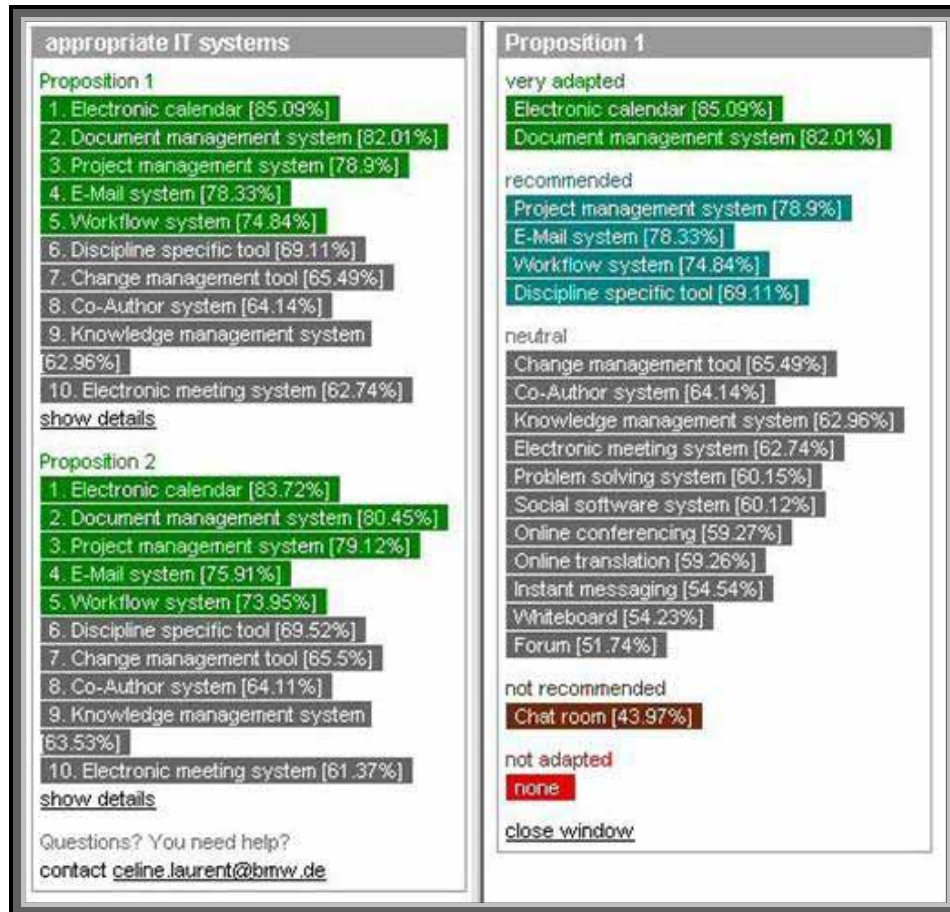 appropriate IT systems
Proposition 1
1. Electronic calendar [85.09%]
2. Document management system [82.01%]
3. Project management system [78.9%]
4. E-Mail system [78.33%]
5. Workflow system [74.84%]
6. Discipline specific tool [69.11%]
7. Change management tool [65.49%]
8. Co-Author system [64.14%]
9. Knowledge management system
[62.96%]
10. Electronic meeting system [62.74%]
show details
Proposition 2
1. Electronic calendar [83.72%]
2. Document management system [80.45%]
3. Project management system [79.12%]
4. E-Mail system [75.91%]
5. Workflow system [73.95%]
6. Discipline specific tool [69.52%]
7. Change management tool [65.5%]
8. Co-Author system [64.11%]
9. Knowledge management system
[63.53%]
10. Electronic meeting system [61.37%]
show details
Questions? You need help?
contact celine.laurent@bmw.de
Proposition 1
very adapted
Electronic calendar [85.09%]
Document management system [82.01%]
recommended
Project management system [78.9%]
E-Mail system [78.33%]
Workflow system [74.84%]
Discipline specific tool [69.11%]
neutral
Change management tool [65.49%]
Co-Author system [64.14%]
Knowledge management system [62.96%]
Electronic meeting system [62.74%]
Problem solving system [60.15%]
Social software system [60.12%]
Online conferencing [59.27%]
Online translation [59.26%]
Instant messaging [54.54%]
Whiteboard [54.23%]
Forum [51.74%]
not recommended
Chat room [43.97%]
not adapted
none
close window